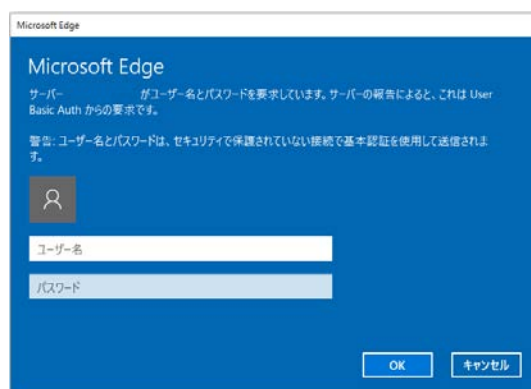 Microsoft Edge
Microsoft Edge
サーバー がユーザー名とパスワードを要求しています。サーバーの報告によると、これは User
Basic Auth からの要求です。
警告: ユーザー名とパスワードは、セキュリティで保護されていない接続で基本認証を使用して送信されま
す。
ユーザー名
パスワード
OK キャンセル